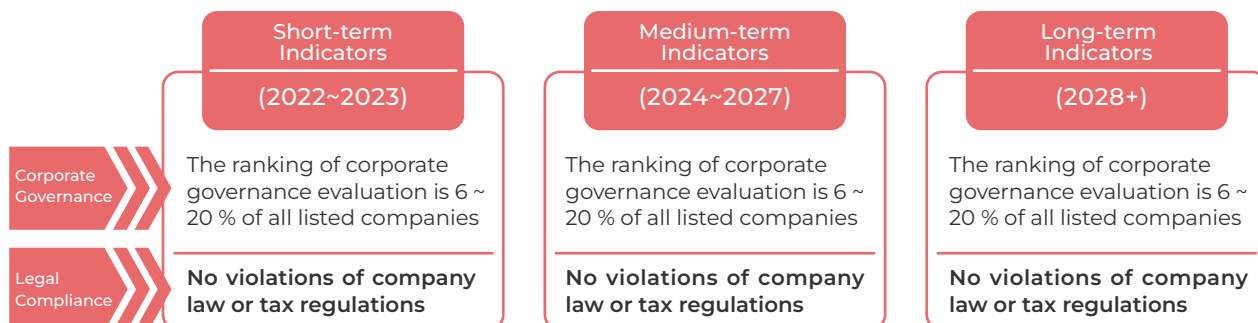 Short-term
Indicators
(2022~2023)
Medium-term
Indicators
(2024~2027)
Long-term
Indicators
(2028+)
Corporate
Governance
The ranking of corporate
governance evaluation is 6 ~
20 % of all listed companies
The ranking of corporate
governance evaluation is 6 ~
20 % of all listed companies
The ranking of corporate
governance evaluation is 6 ~
20 % of all listed companies
Legal
Compliance
No violations of company
law or tax regulations
No violations of company
law or tax regulations
No violations of company
law or tax regulations